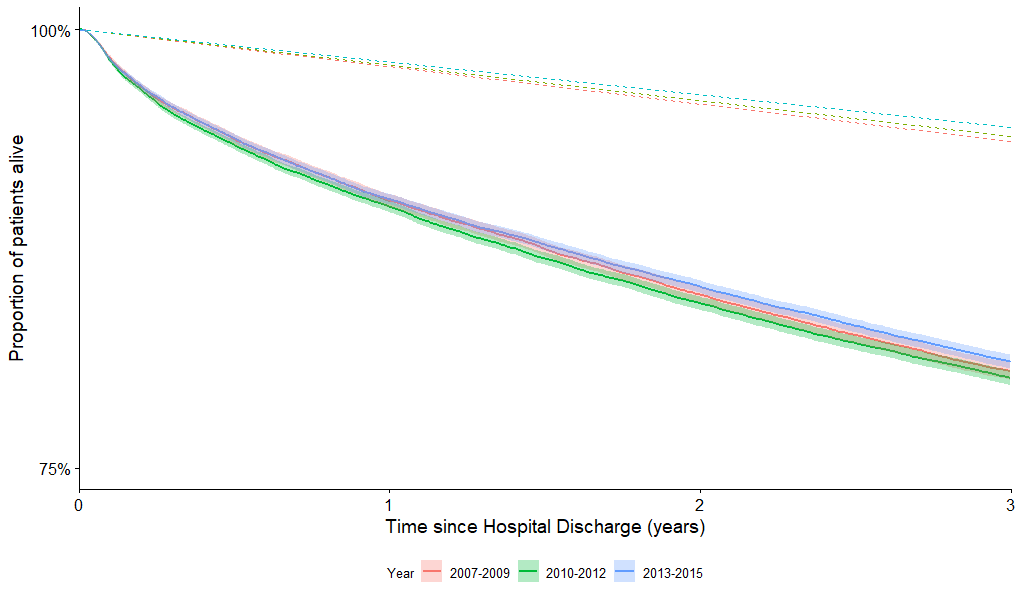 Proportion of patients alive
100%
75%
0 1 2 3
Time since Hospital Discharge (years)
Year 2007-2009 2010-2012 2013-2015